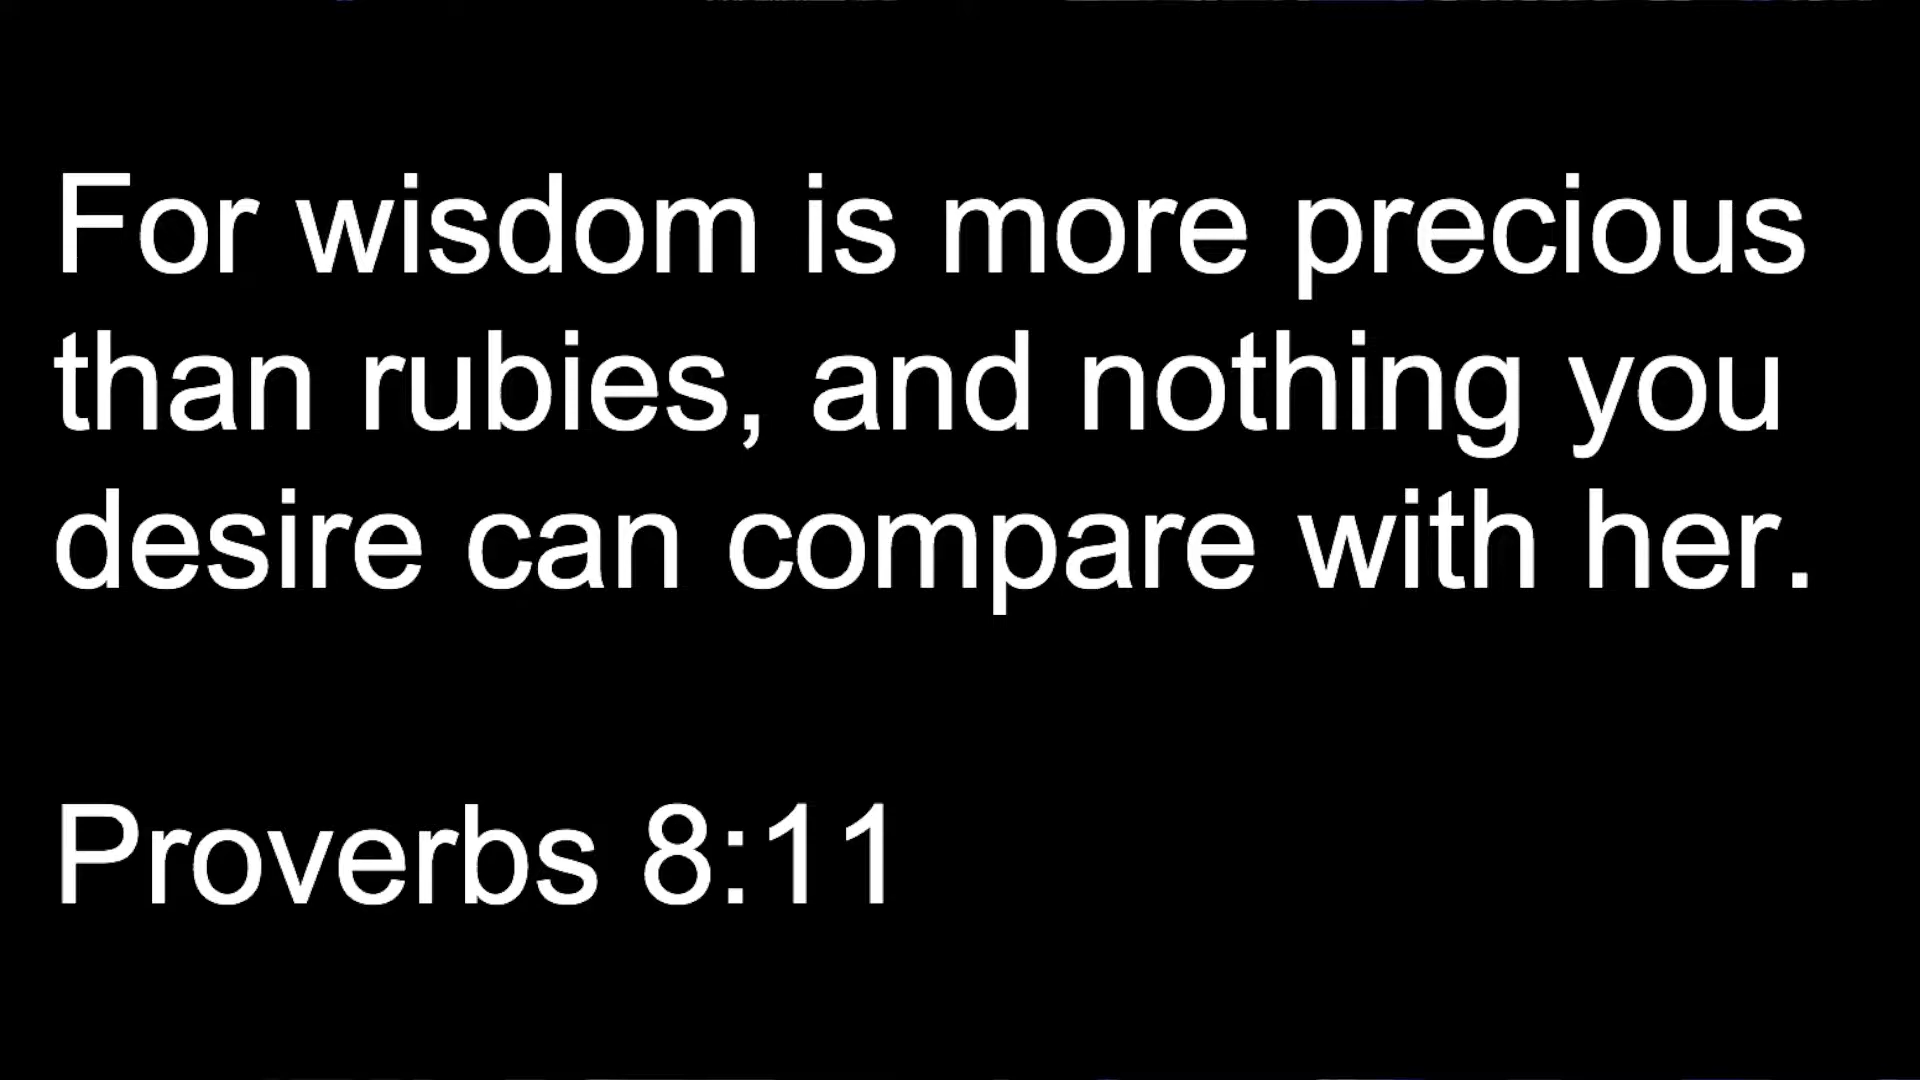 For wisdom is more precious
than rubies, and nothing you
desire can compare with her.
Proverbs 8:11